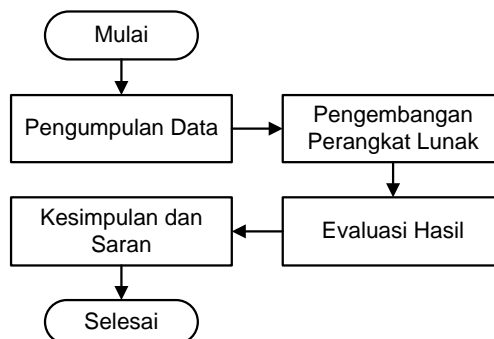 Mulai
Pengumpulan Data
Pengembangan
Perangkat Lunak
Evaluasi Hasil
Kesimpulan dan
Saran
Selesai